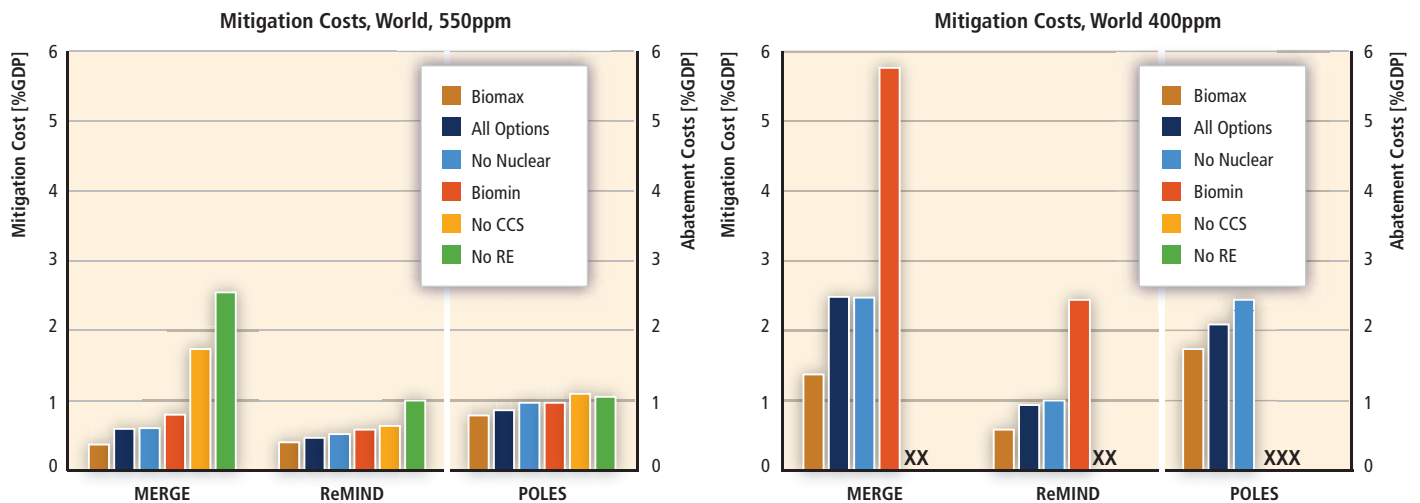 Mitigation Costs, World, 550ppm
Mitigation Cost [%GDP]
6
5
4
3
2
1
0
Biomax
All Options
No Nuclear
Biomin
No CCS
No RE
6
5
4
3
2
1
0
Abatement Costs [%GDP]
MERGE
ReMIND
POLES
Mitigation Costs, World 400ppm
Mitigation Cost [%GDP]
6
5
4
3
2
1
0
Biomax
All Options
No Nuclear
Biomin
No CCS
No RE
XX
XX
XXX
6
5
4
3
2
1
0
Abatement Costs [%GDP]
MERGE
ReMIND
POLES